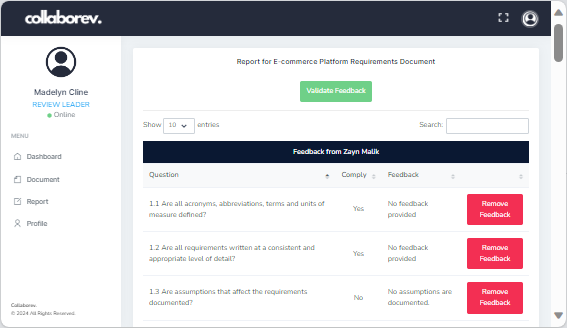 collaborev.
Report for E-commerce Platform Requirements Document
Validate Feedback
Madelyn Cline
REVIEW LEADER
Online
MENU
Dashboard
Document
Report
Profile
Collaborev.
© 2024 All Rights Reserved.
Show 10 entries
Search:
Feedback from Zayn Malik
Question Comply Feedback
1.1 Are all acronyms, abbreviations, terms and units of
measure defined?
Yes
No feedback
provided
Remove
Feedback
1.2 Are all requirements written at a consistent and
appropriate level of detail?
Yes
No feedback
provided
Remove
Feedback
1.3 Are assumptions that affect the requirements
documented?
No
No assumptions are
documented.
Remove
Feedback